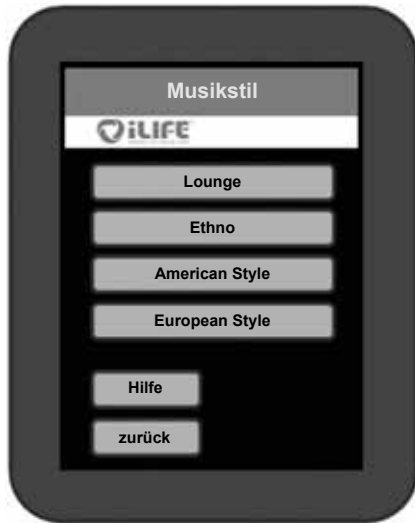 Musikstil
iLIFE
Lounge
Ethno
American Style
European Style
Hilfe
zurück